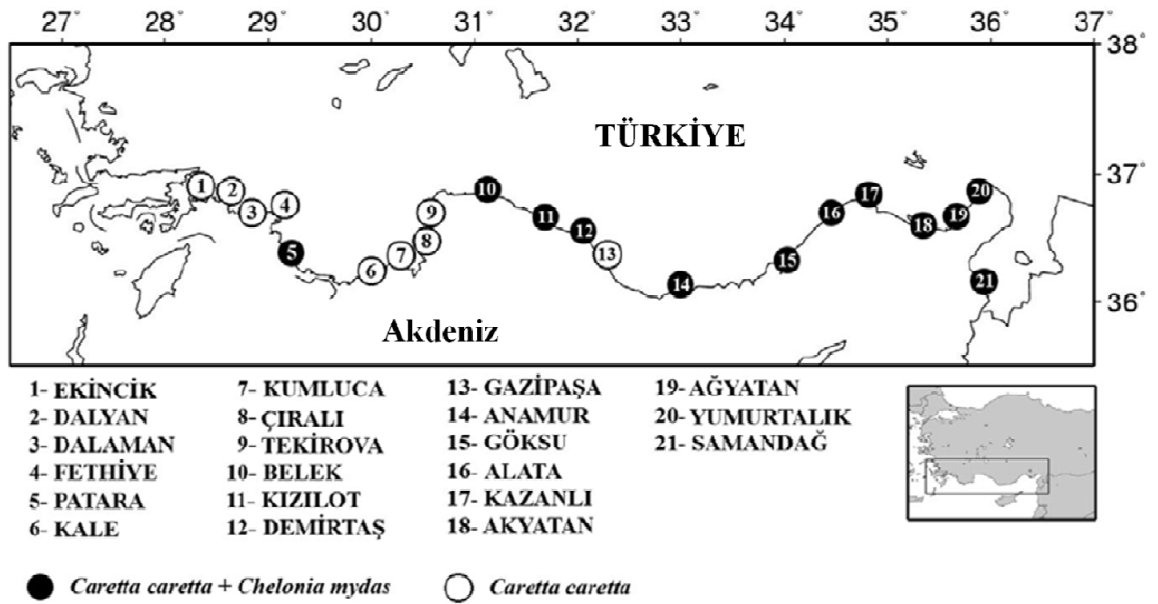 27° 28° 29° 30° 31° 32° 33° 34° 35° 36° 37°
38°
TÜRKİYE
37°
1 2 3 4 5 6 7 8 9 10 11 12 13 14 15 16 17 18 19 20 21
36°
Akdeniz
1- EKİNCİK 7- KUMLUCA 13- GAZİPAŞA 19- AĞYATAN
2- DALYAN 8- ÇIRALI 14- ANAMUR 20- YUMURTALIK
3- DALAMAN 9- TEKİROVA 15- GÖKSU 21- SAMANDAĞ
4- FETHİYE 10- BELEK 16- ALATA
5- PATARA 11- KIZILOT 17- KAZANLI
6- KALE 12- DEMİRTAŞ 18- AKYATAN
Caretta caretta + Chelonia mydas Caretta caretta